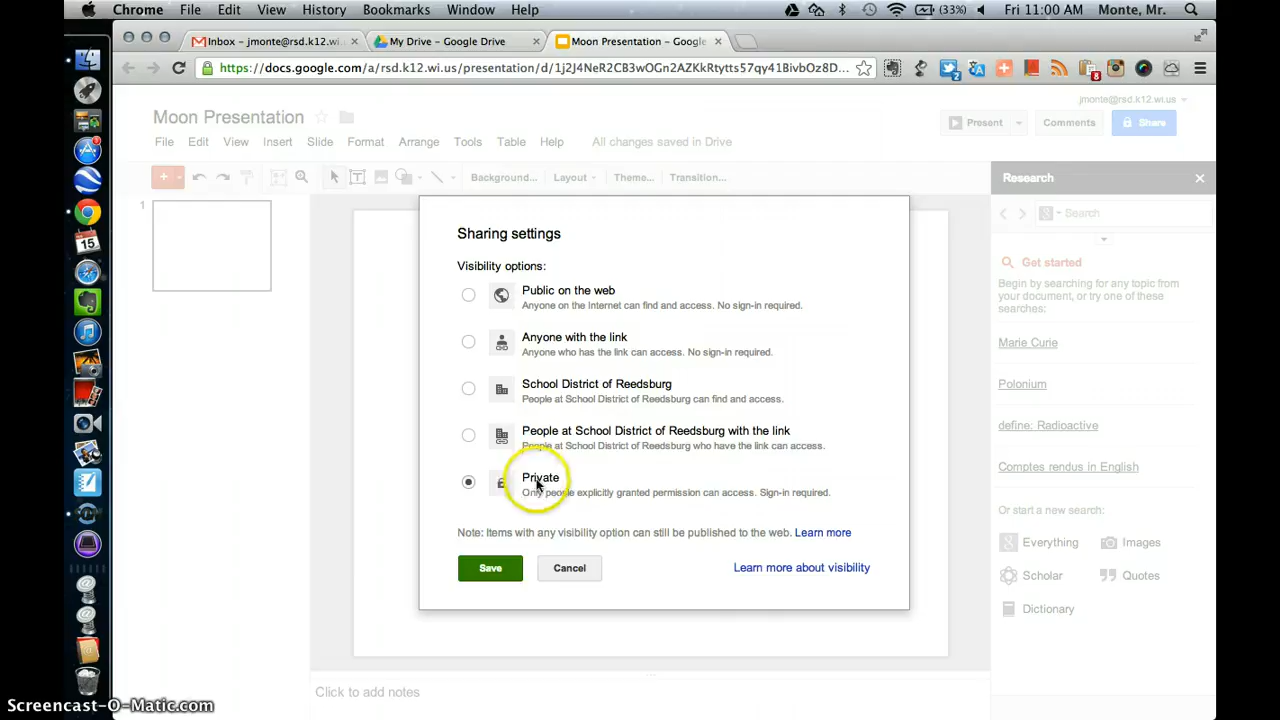 Chrome File Edit View History Bookmarks Window Help (33%) Fri 11:00 AM Monte, Mr.
Inbox - jmonte@rsd.k12.wi.u My Drive - Google Drive Moon Presentation - Google
https://docs.google.com/a/rsd.k12.wi.us/presentation/d/1j2J4NeR2CB3wOGn2AZKkRtytts57qy41BivbOz8D... 2 8
jmonte@rsd.k12.wi.us
Moon Presentation
Present Comments Share
File Edit View Insert Slide Format Arrange Tools Table Help All changes saved in Drive
Background... Layout Theme... Transition...
Research
1
Search
Sharing settings
Visibility options:
Public on the web
Anyone on the Internet can find and access. No sign-in required.
Anyone with the link
Anyone who has the link can access. No sign-in required.
School District of Reedsburg
People at School District of Reedsburg can find and access.
People at School District of Reedsburg with the link
People at School District of Reedsburg who have the link can access.
Private
Only people explicitly granted permission can access. Sign-in required.
Note: Items with any visibility option can still be published to the web. Learn more
Save Cancel Learn more about visibility
Get started
Begin by searching for any topic from
your document, or try one of these
searches:
Marie Curie
Polonium
define: Radioactive
Comptes rendus in English
Or start a new search:
Everything Images
Scholar Quotes
Dictionary
Click to add notes
15
Screencast-O-Matic.com